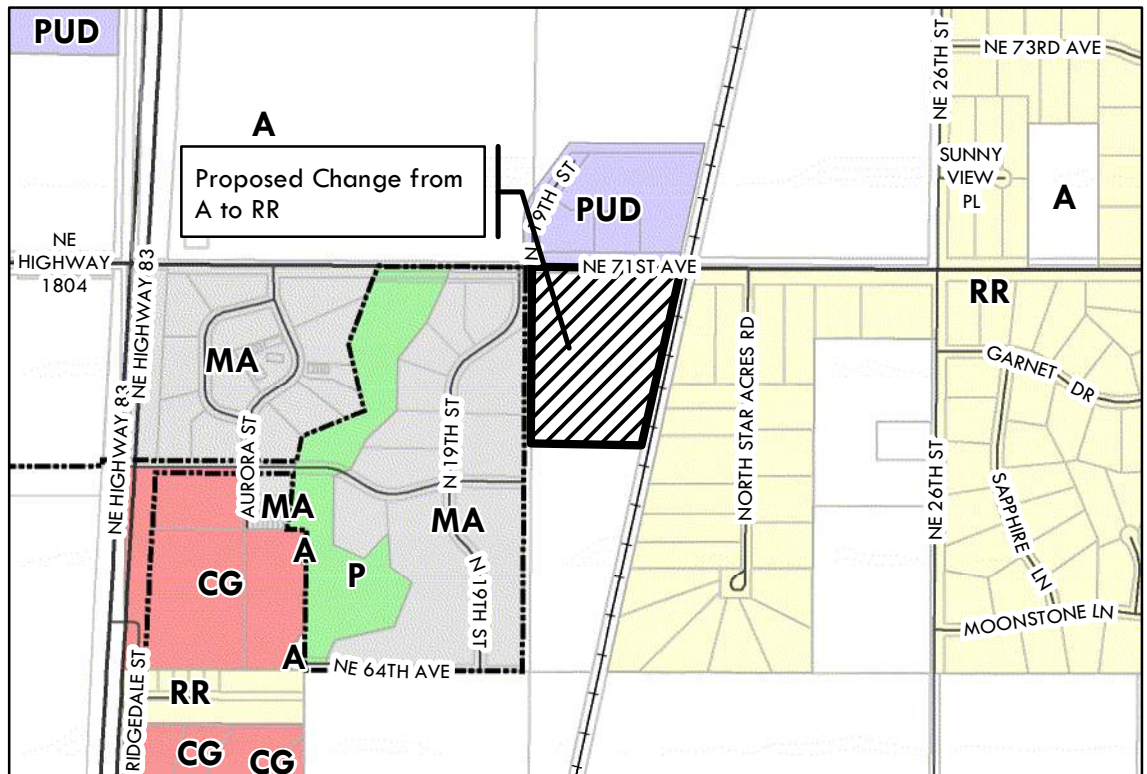 PUD
NE 73RD AVE
NE 26TH ST
A
SUNNY
VIEW
PL
A
Proposed Change from
A to RR
N 19TH ST
PUD
NE
HIGHWAY
1804
NE HIGHWAY 83
NE 71ST AVE
RR
MA
GARNET DR
NORTH STAR ACRES RD
N 19TH ST
NE HIGHWAY 83
AURORA ST
NE 26TH ST
SAPPHIRE LN
MA
MA
A
CG
P
N 19TH ST
MOONSTONE LN
A
NE 64TH AVE
RIDGEDALE ST
RR
CG
CG